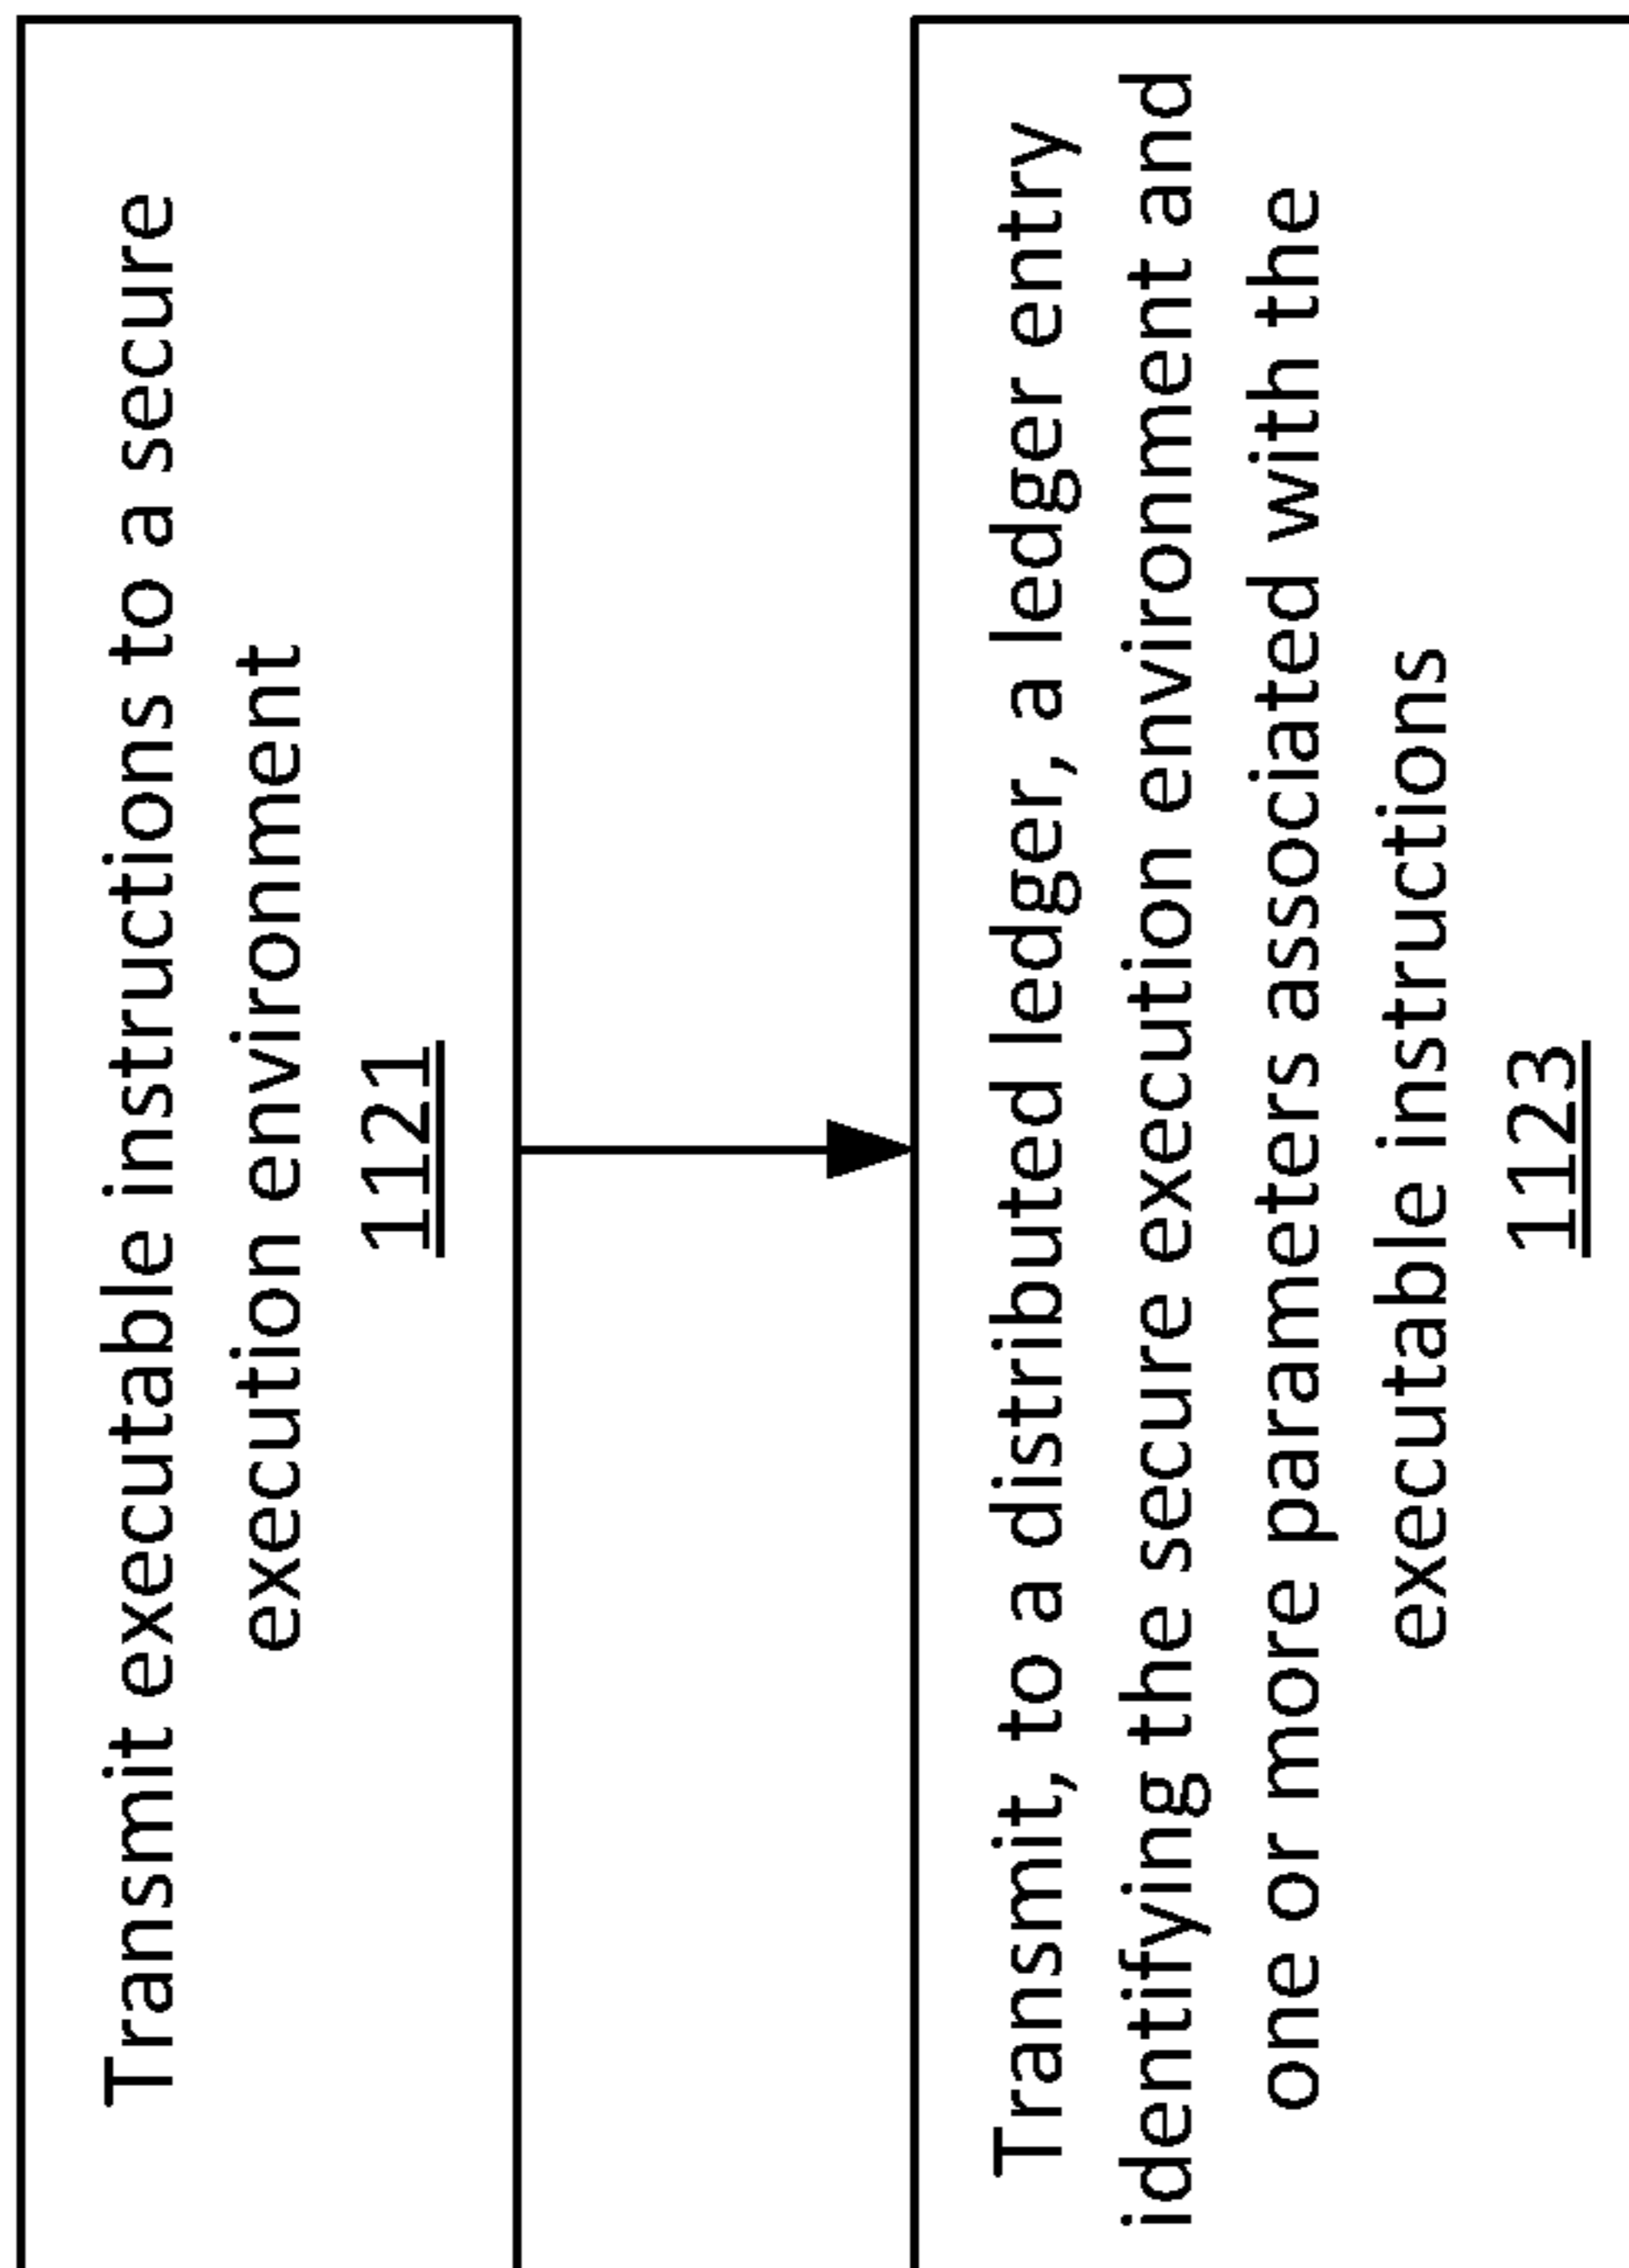 Transmit executable instructions to a secure
execution environment
1121
Transmit, to a distributed ledger, a ledger entry
identifying the secure execution environment and
one or more parameters associated with the
executable instructions
1123